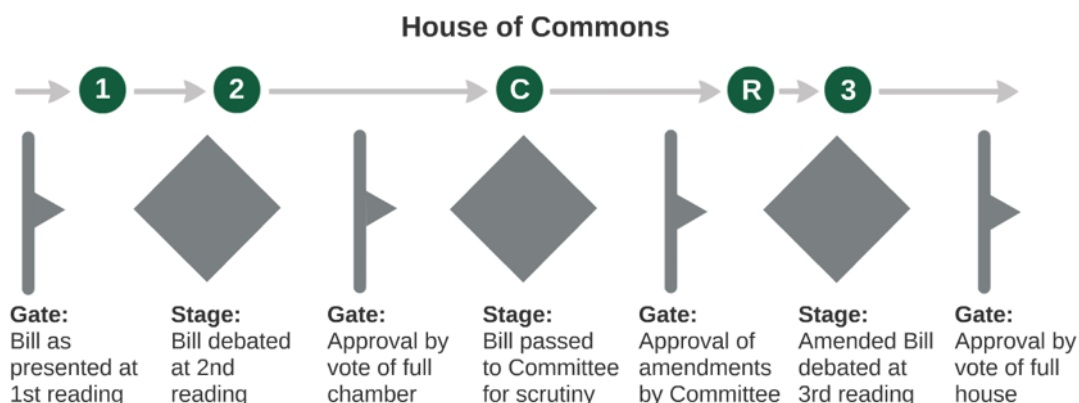 House of Commons
1
2
C
R
3
Gate:
Bill as
presented at
1st reading
Stage:
Bill debated
at 2nd
reading
Gate:
Approval by
vote of full
chamber
Stage:
Bill passed
to Committee
for scrutiny
Gate:
Approval of
amendments
by Committee
Stage:
Amended Bill
debated at
3rd reading
Gate:
Approval by
vote of full
house